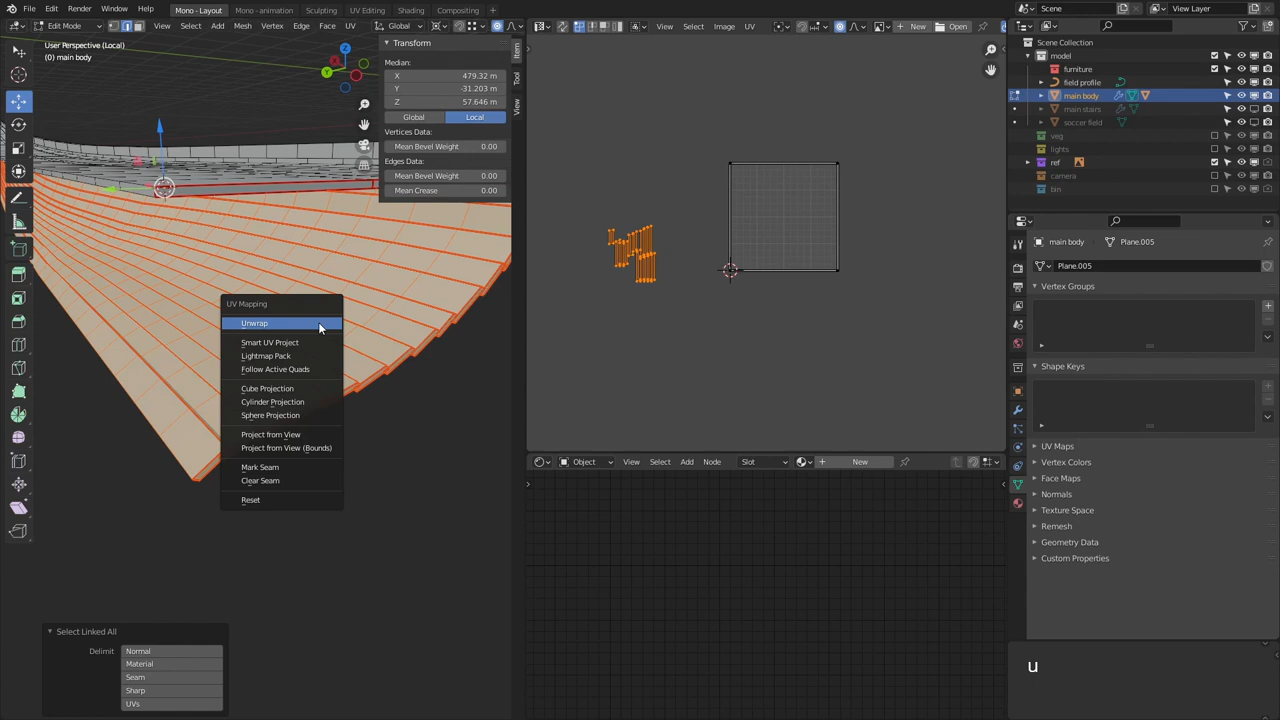 File Edit Render Window Help Mono - Layout Mono - animation Sculpting UV Editing Shading Compositing + Scene View Layer
Edit Mode View Select Add Mesh Vertex Edge Face UV Global View Select Image UV New Open
User Perspective (Local)
(0) main body
Transform
Median:
X 479.32 m
Y -31.203 m
Z 57.646 m
Global Local
Vertices Data:
Mean Bevel Weight 0.00
Edges Data:
Mean Bevel Weight 0.00
Mean Crease 0.00
Item
Tool
View
Z
Y
X
UV Mapping
Unwrap
Smart UV Project
Lightmap Pack
Follow Active Quads
Cube Projection
Cylinder Projection
Sphere Projection
Project from View
Project from View (Bounds)
Mark Seam
Clear Seam
Reset
Select Linked All
Delimit Normal
Material
Seam
Sharp
UVs
Object View Select Add Node Slot New
Scene Collection
model
furniture
field profile
main body
main stairs
soccer field
veg
lights
ref
camera
bin
main body Plane.005
Plane.005
Vertex Groups
Shape Keys
UV Maps
Vertex Colors
Face Maps
Normals
Texture Space
Remesh
Geometry Data
Custom Properties
u